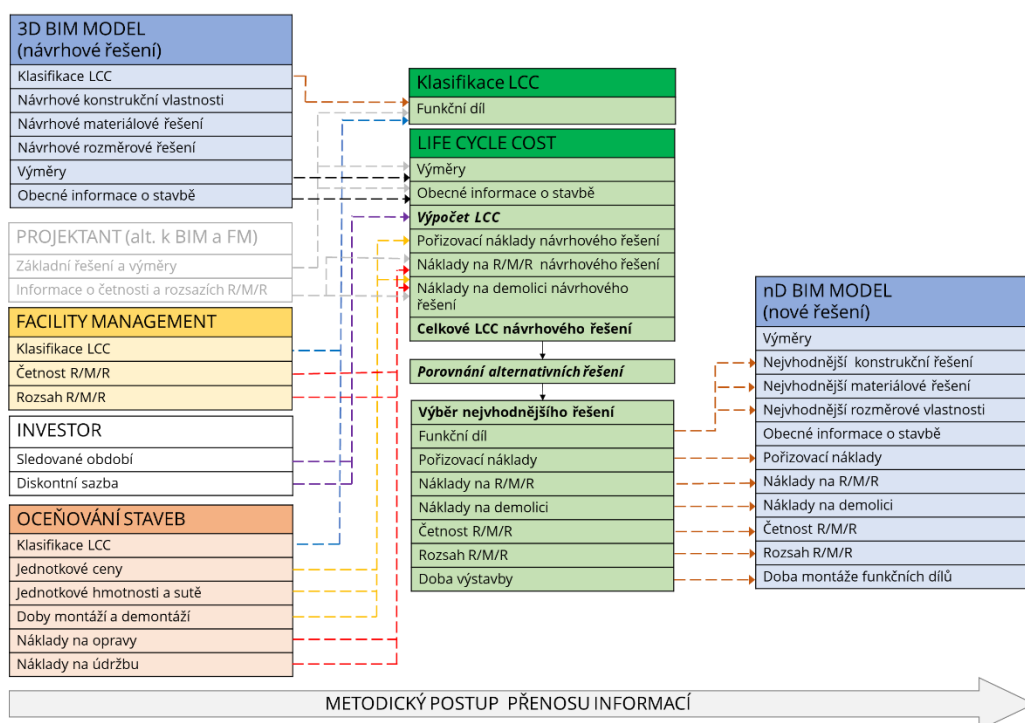 3D BIM MODEL
(návrhové řešení)
Klasifikace LCC
Návrhové konstrukční vlastnosti
Návrhové materiálové řešení
Návrhové rozměrové řešení
Výměry
Obecné informace o stavbě
PROJEKTANT (alt. k BIM a FM)
Základní řešení a výměry
Informace o četnosti a rozsazích R/M/R
FACILITY MANAGEMENT
Klasifikace LCC
Četnost R/M/R
Rozsah R/M/R
INVESTOR
Sledované období
Diskontní sazba
OCEŇOVÁNÍ STAVEB
Klasifikace LCC
Jednotkové ceny
Jednotkové hmotnosti a sutě
Doby montáží a demontáží
Náklady na opravy
Náklady na údržbu
Klasifikace LCC
Funkční díl
LIFE CYCLE COST
Výměry
Obecné informace o stavbě
Výpočet LCC
Pořizovací náklady návrhového řešení
Náklady na R/M/R návrhového řešení
Náklady na demolici návrhového
řešení
Celkové LCC návrhového řešení
Porovnání alternativních řešení
Výběr nejvhodnějšího řešení
Funkční díl
Pořizovací náklady
Náklady na R/M/R
Náklady na demolici
Četnost R/M/R
Rozsah R/M/R
Doba výstavby
nD BIM MODEL
(nové řešení)
Výměry
Nejvhodnější konstrukční řešení
Nejvhodnější materiálové řešení
Nejvhodnější rozměrové vlastnosti
Obecné informace o stavbě
Pořizovací náklady
Náklady na R/M/R
Náklady na demolici
Četnost R/M/R
Rozsah R/M/R
Doba montáže funkčních dílů
METODICKÝ POSTUP PŘENOSU INFORMACÍ